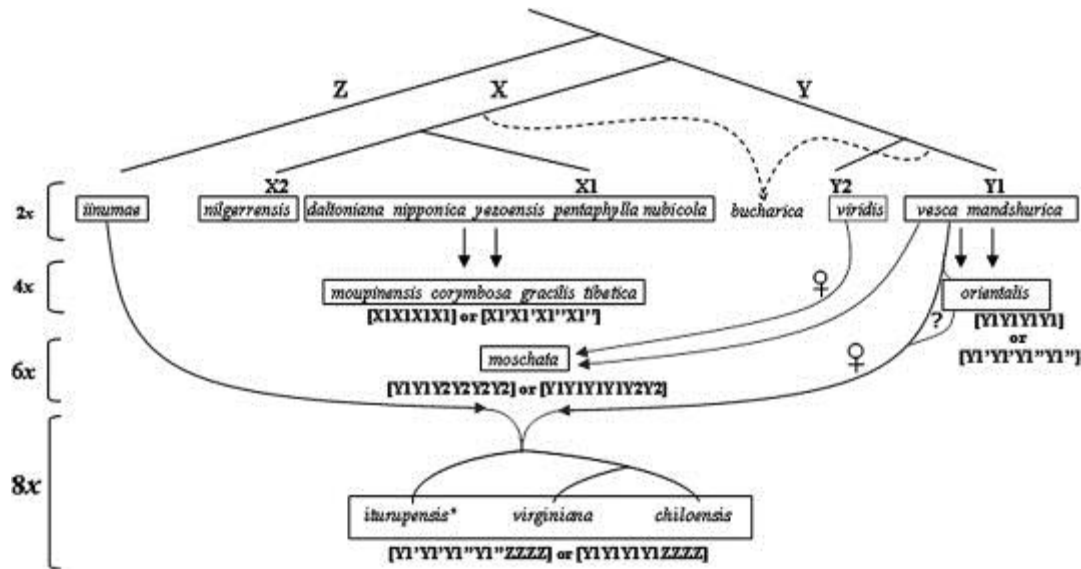 Z
X
Y
X2
X1
Y2
Y1
2x
iinumae
nilgerrensis
daltoniana nipponica yezoensis pentaphylla nubicola
bucharica
viridis
vesca mandshurica
4x
moupinensis corymbosa gracilis tibetica
♀
orientalis
[X1X1X1X1] or [X1'X1'X1''X1'']
[Y1Y1Y1Y1]
?
or
[Y1'Y1'Y1''Y1'']
6x
moschata
♀
[Y1Y1Y2Y2Y2Y2] or [Y1Y1Y1Y1Y2Y2]
8x
iturupensis*
virginiana
chiloensis
[Y1'Y1'Y1''Y1''ZZZZ] or [Y1Y1Y1Y1ZZZZ]